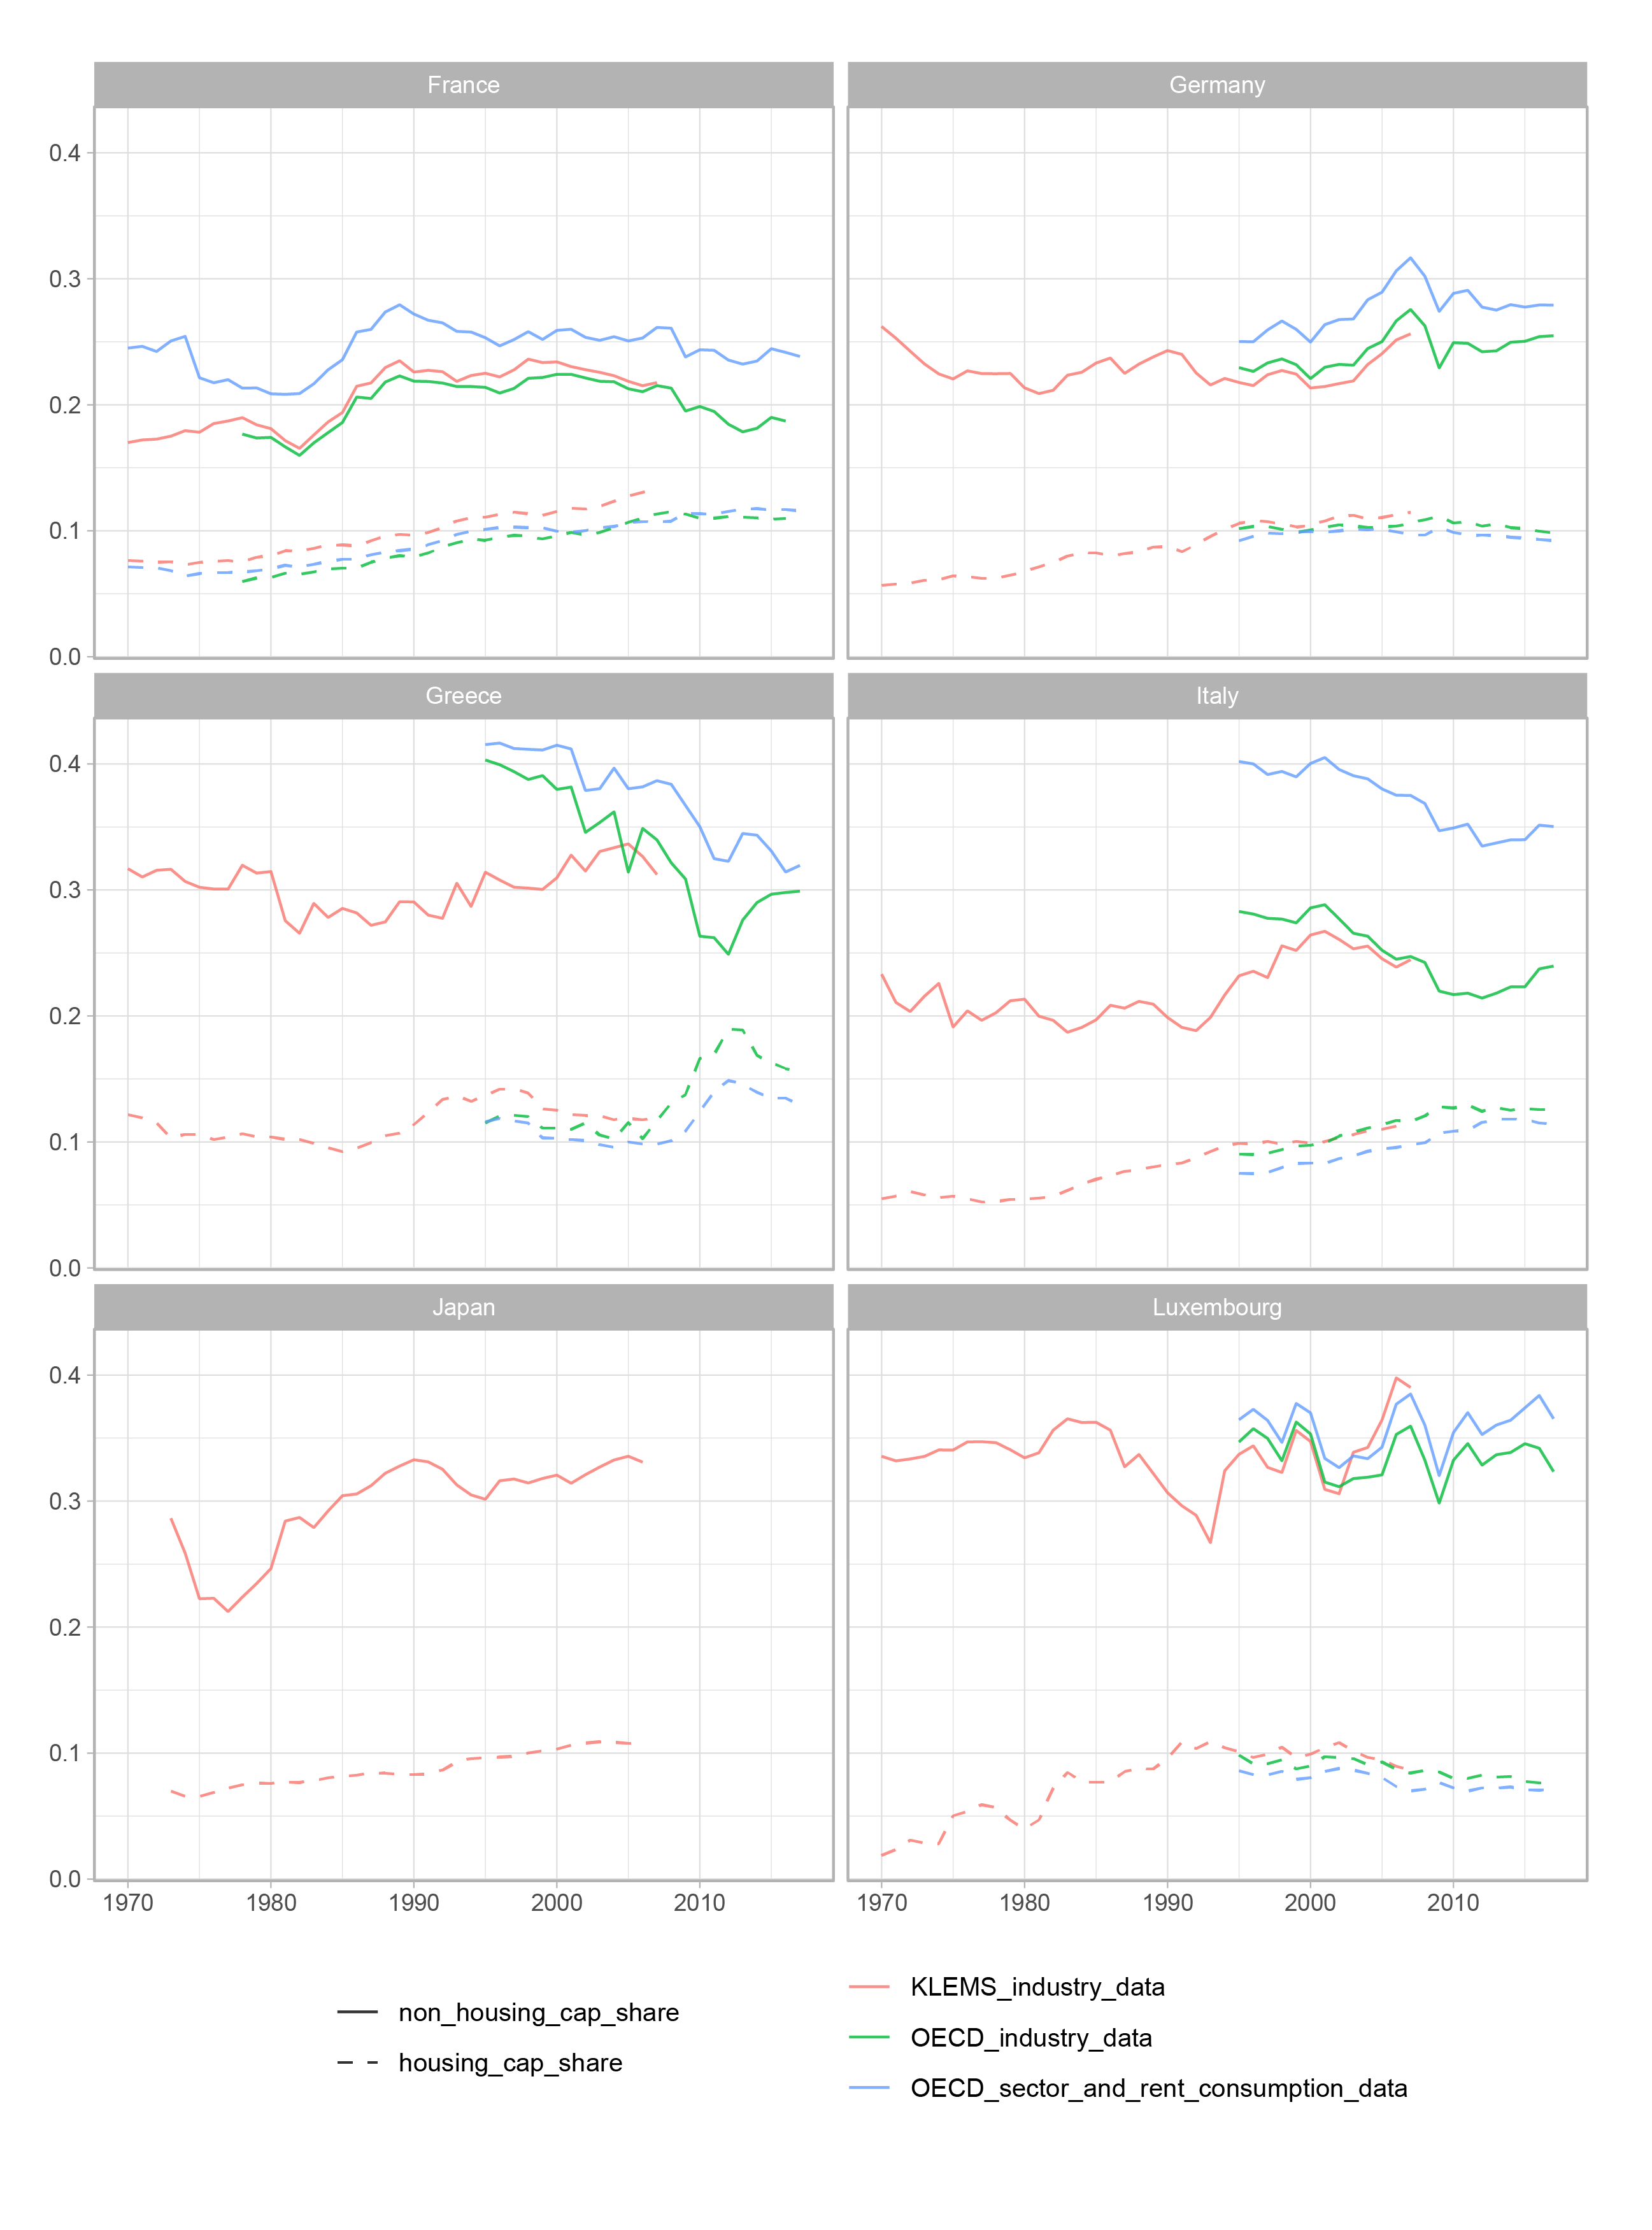 France Germany
0.4
0.3
0.2
0.1
0.0
Greece Italy
0.4
0.3
0.2
0.1
0.0
Japan Luxembourg
0.4
0.3
0.2
0.1
0.0
1970 1980 1990 2000 2010 1970 1980 1990 2000 2010
non_housing_cap_share
housing_cap_share
KLEMS_industry_data
OECD_industry_data
OECD_sector_and_rent_consumption_data